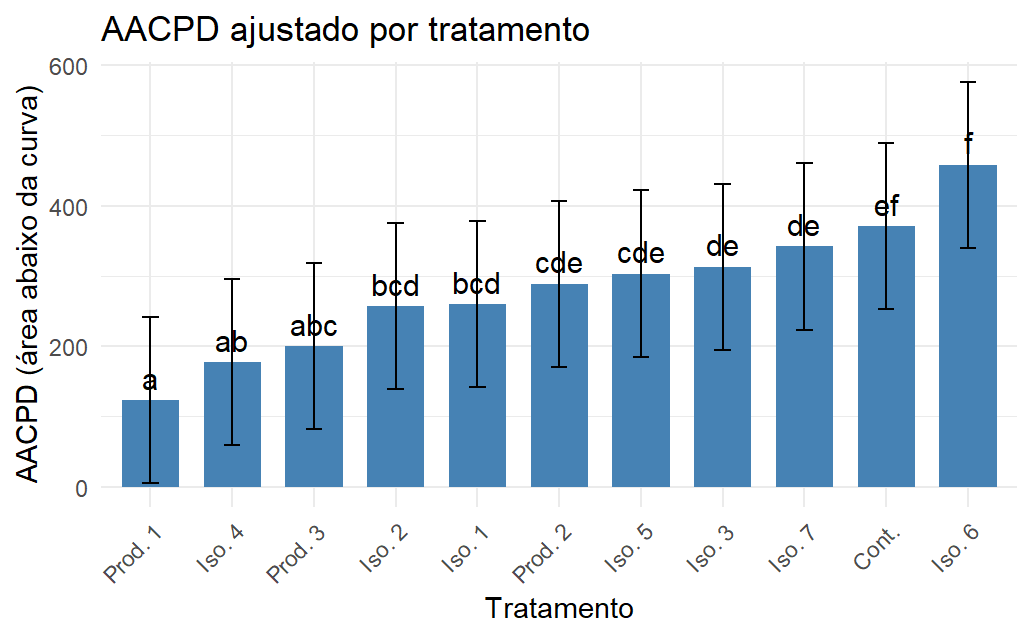 AACPD ajustado por tratamento
AACPD (área abaixo da curva)
600
400
200
0
a
ab
abc
bcd
bcd
cde
cde
de
de
ef
f
Prod. 1
Iso. 4
Prod. 3
Iso. 2
Iso. 1
Prod. 2
Iso. 5
Iso. 3
Iso. 7
Cont.
Iso. 6
Tratamento